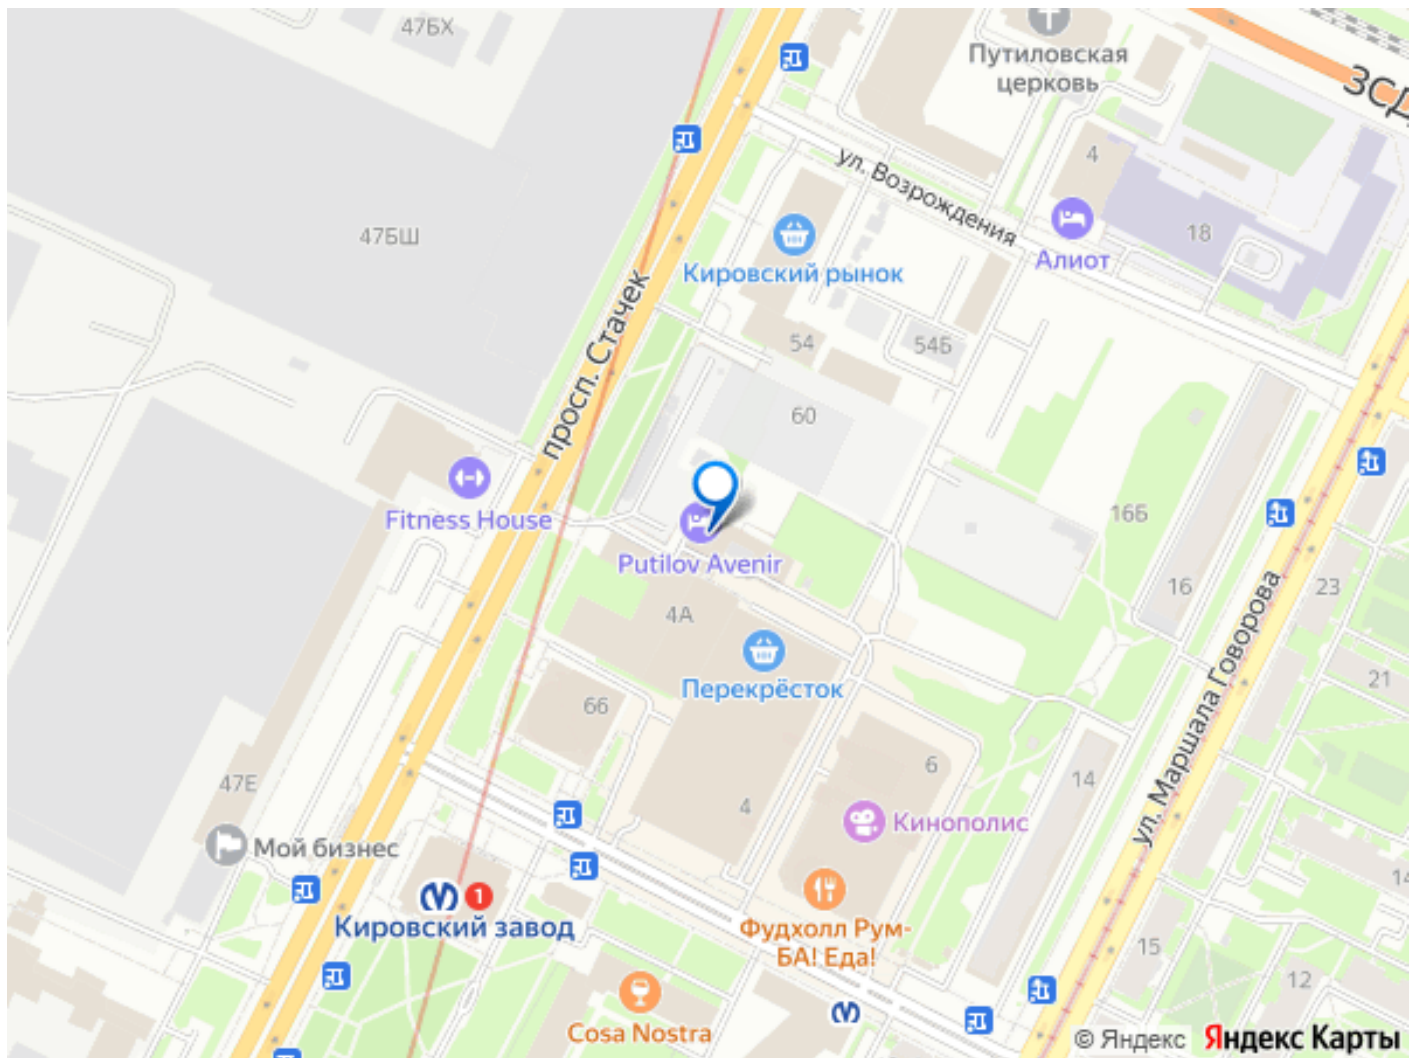 47БХ
Путиловская
церковь
ЗСД
4
ул. Возрождения
47БШ
18
Кировский рынок
Алиот
просп. Стачек
54
54Б
60
Fitness House
16Б
Putilov Avenir
16
23
4А
Перекрёсток
21
66
ул. Маршала Говорова
6
14
47Е
4
Кинополис
Мой бизнес
14
1
Кировский завод
Фудхолл Рум-
БА! Еда!
15
12
Cosa Nostra
© Яндекс Яндекс Карты